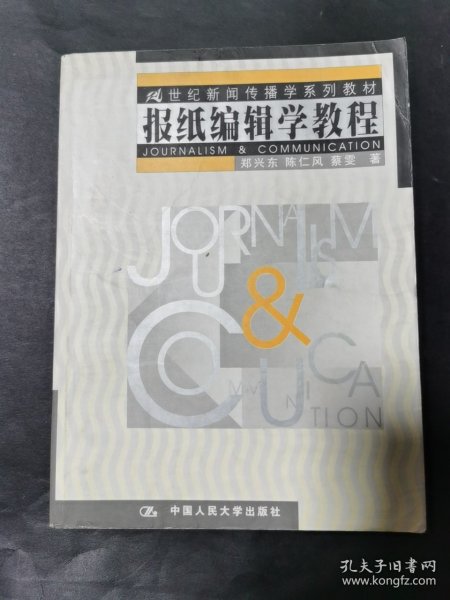 21世纪新闻传播学系列教材
报纸编辑学教程
JOURNALISM & COMMUNICATION
郑兴东 陈仁风 蔡雯 著
JOURNALISM
&
COMMUNICATION
中国人民大学出版社
孔夫子旧书网
www.kongfz.com